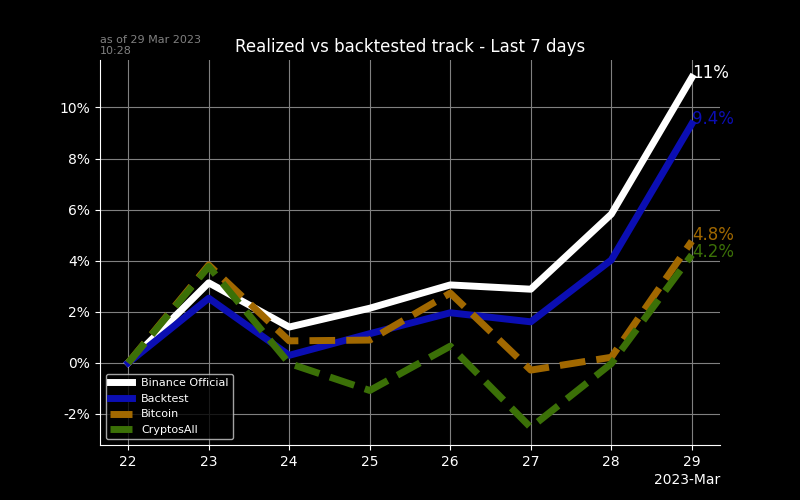 as of 29 Mar 2023
10:28
Realized vs backtested track - Last 7 days
11%
9.4%
4.8%
4.2%
10%
8%
6%
4%
2%
0%
-2%
Binance Official
Backtest
Bitcoin
CryptosAll
22 23 24 25 26 27 28 29
2023-Mar